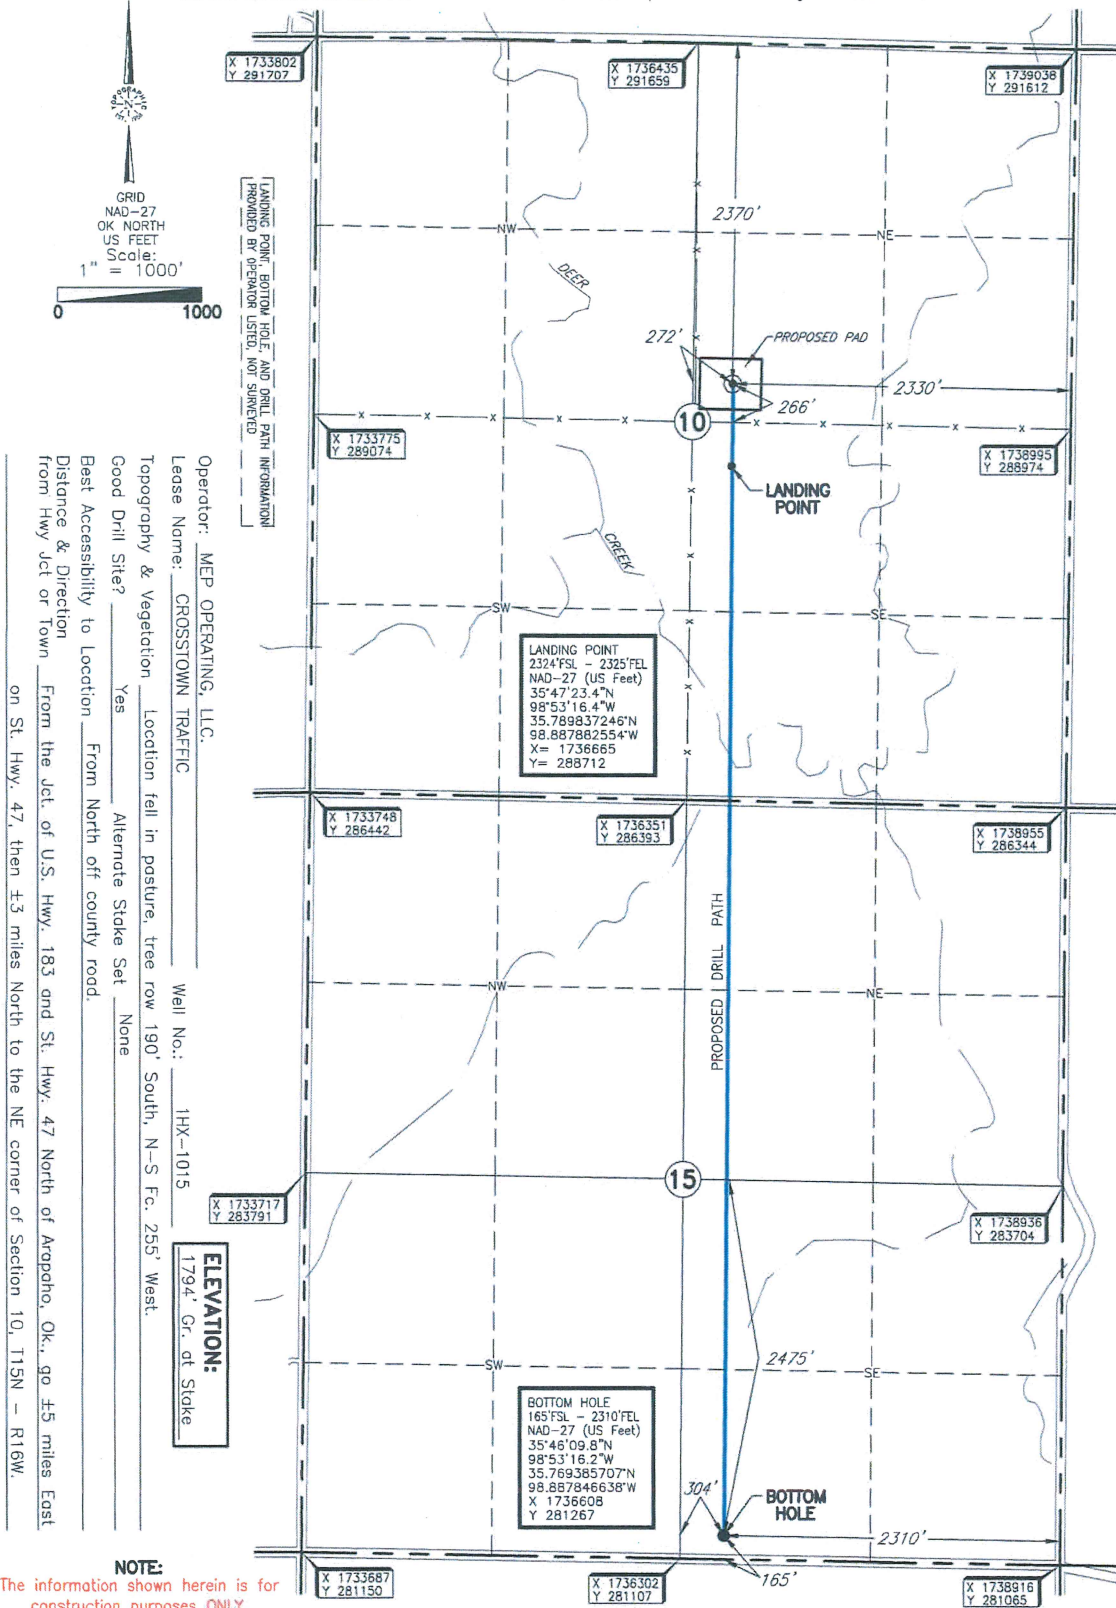 X 1733802
Y 291707
X 1736435
Y 291659
X 1739038
Y 291612
TOPOGRAPHIC
N
EST. 1950
GRID
NAD-27
OK NORTH
US FEET
Scale:
1" = 1000'
0 1000
LANDING POINT, BOTTOM HOLE, AND DRILL PATH INFORMATION
PROVIDED BY OPERATOR LISTED, NOT SURVEYED
NW
NE
2370'
DEER
272'
PROPOSED PAD
2330'
266'
10
X 1733775
Y 289074
X 1738995
Y 288974
LANDING
POINT
CREEK
SW
SE
LANDING POINT
2324'FSL - 2325'FEL
NAD-27 (US Feet)
35°47'23.4"N
98°53'16.4"W
35.789837246°N
98.887882554°W
X= 1736665
Y= 288712
X 1733748
Y 286442
X 1736351
Y 286393
X 1738955
Y 286344
PROPOSED DRILL PATH
NW
NE
15
X 1733717
Y 283791
X 1738936
Y 283704
2475'
SW
SE
BOTTOM HOLE
165'FSL - 2310'FEL
NAD-27 (US Feet)
35°46'09.8"N
98°53'16.2"W
35.769385707°N
98.887846638°W
X 1736608
Y 281267
304'
BOTTOM
HOLE
2310'
165'
X 1733687
Y 281150
X 1736302
Y 281107
X 1738916
Y 281065
Operator: MEP OPERATING, LLC.
Lease Name: CROSSTOWN TRAFFIC Well No.: 1HX-1015
Topography & Vegetation Location fell in pasture, tree row 190' South, N-S Fc. 255' West.
Good Drill Site? Yes Alternate Stake Set None
Best Accessibility to Location From North off county road.
Distance & Direction
from Hwy Jct or Town From the Jct. of U.S. Hwy. 183 and St. Hwy. 47 North of Arapaho, Ok., go ±5 miles East
on St. Hwy. 47, then ±3 miles North to the NE corner of Section 10, T15N - R16W.
ELEVATION:
1794' Gr. at Stake
NOTE:
The information shown herein is for
construction purposes ONLY